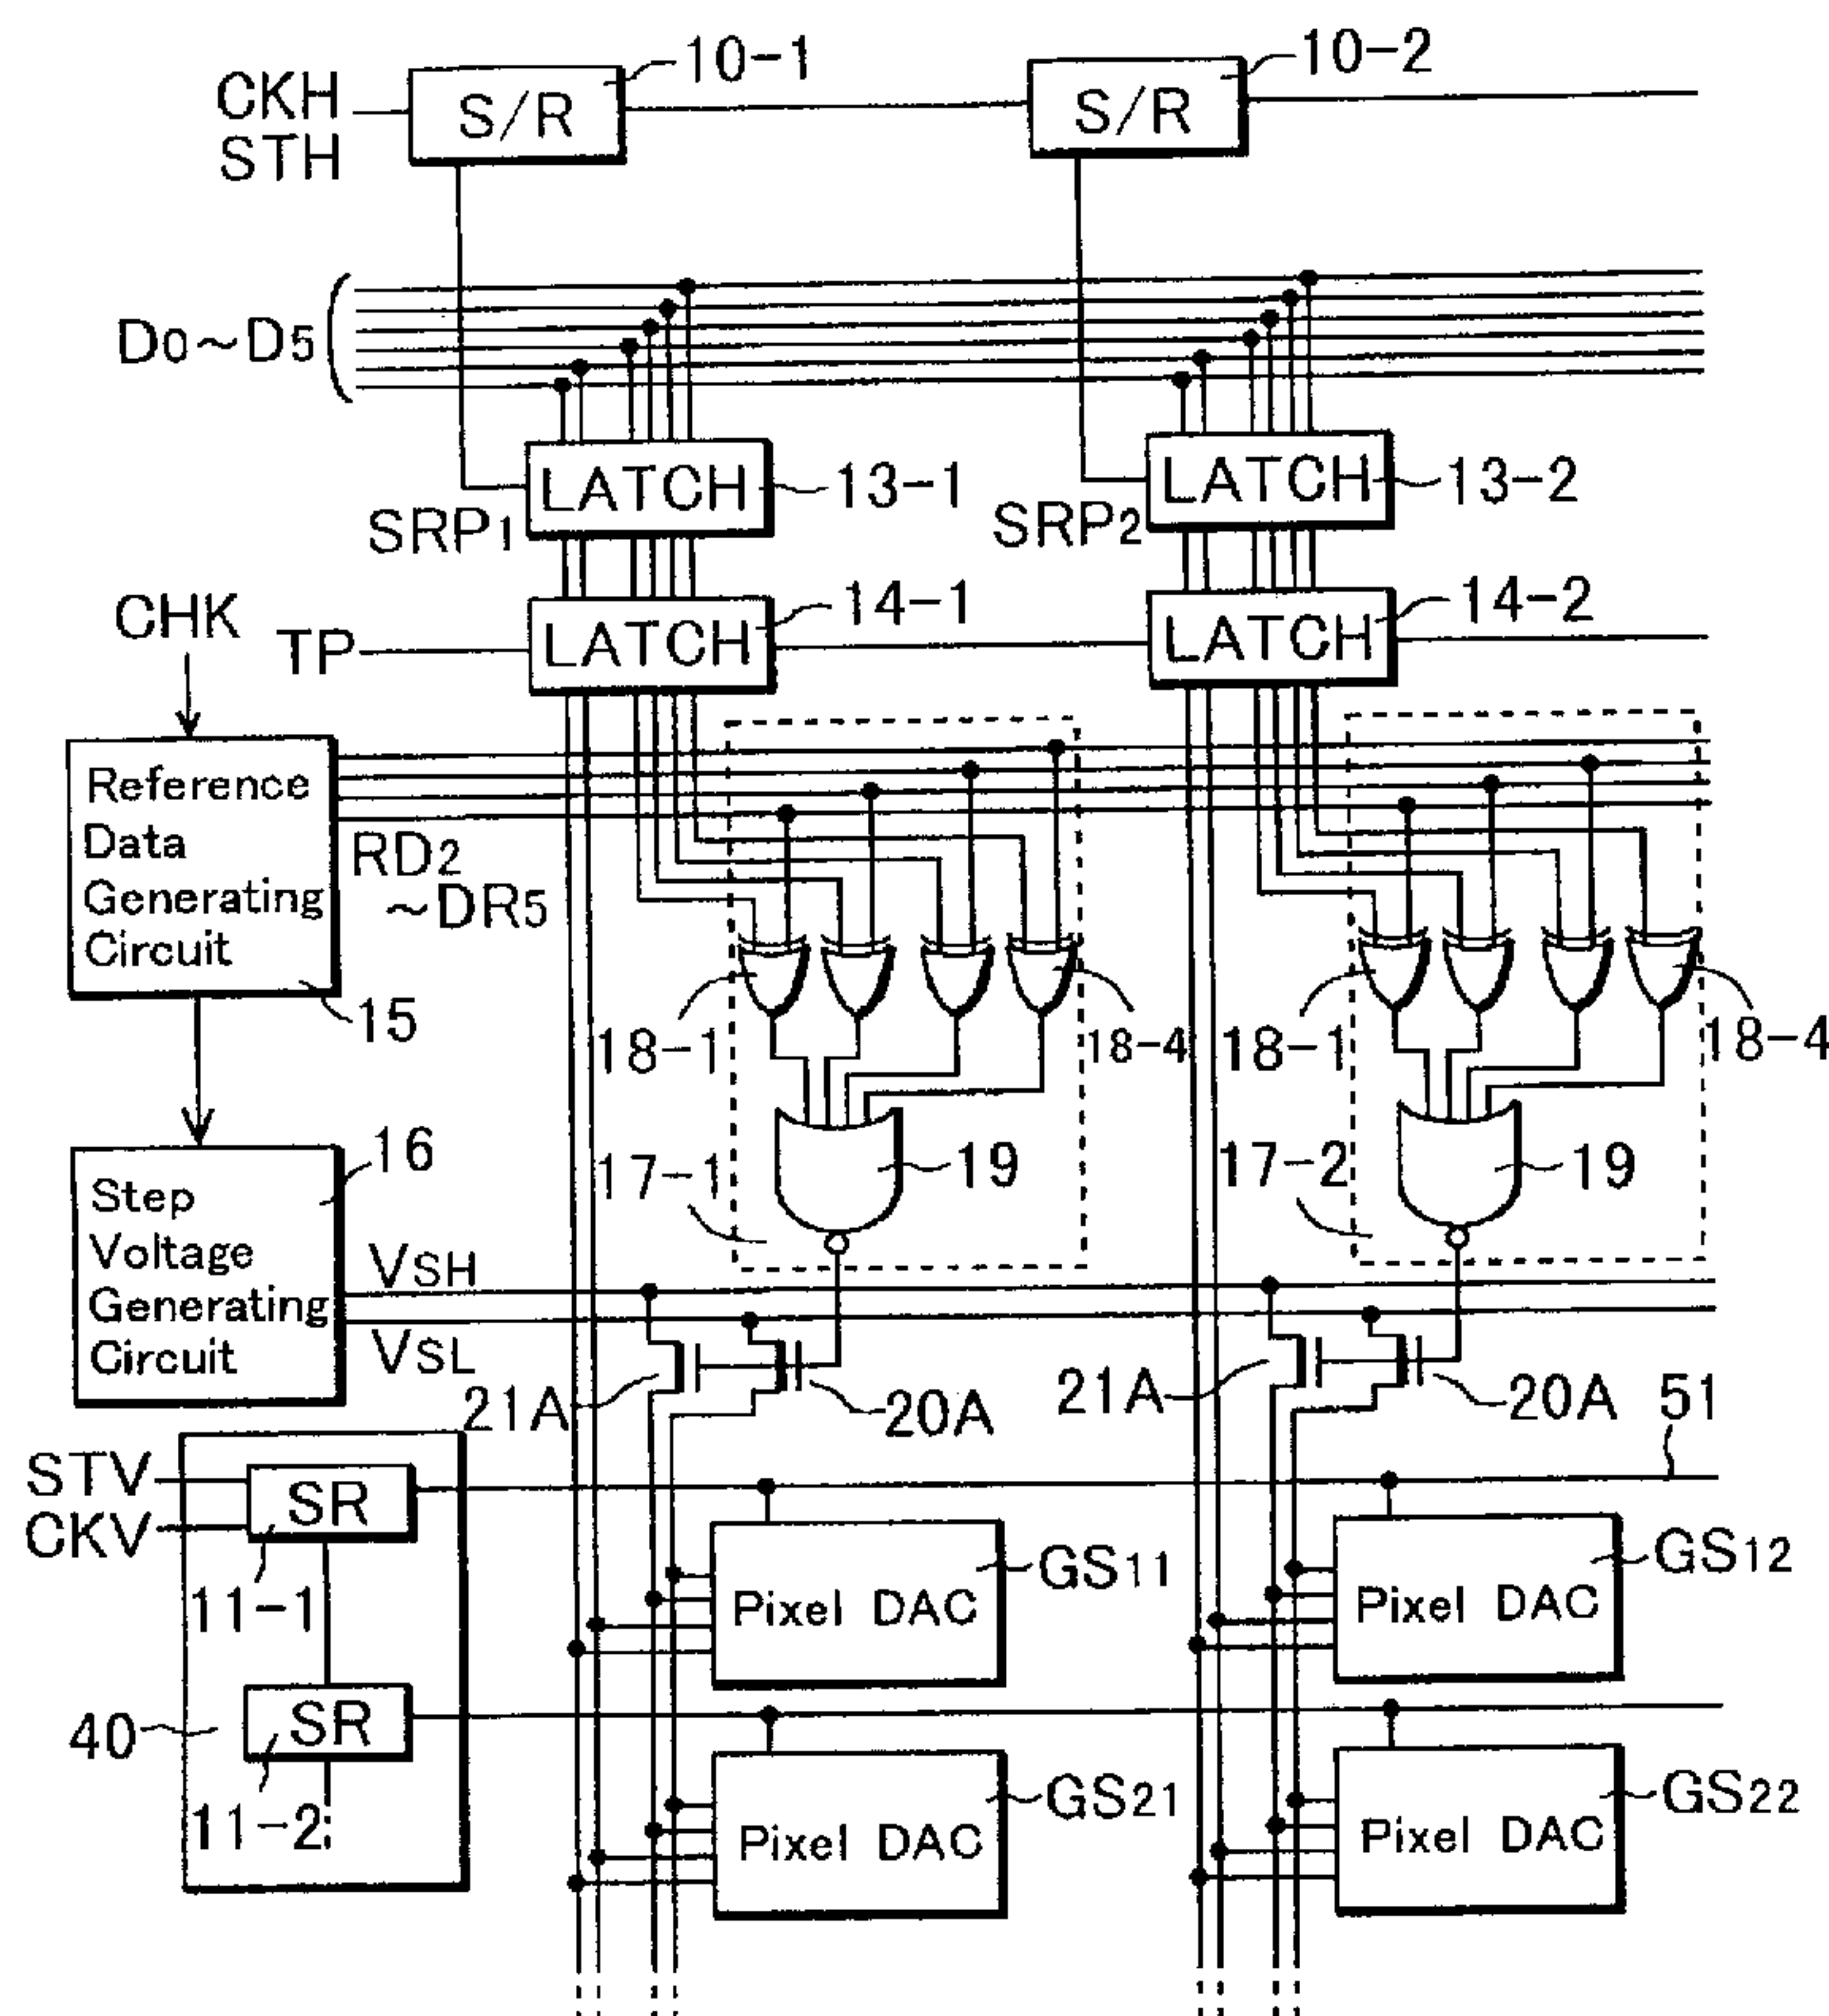 CKH
STH
S/R
10-1
S/R
10-2
D0~D5
LATCH
13-1
LATCH
13-2
SRP1
SRP2
CHK
TP
LATCH
14-1
LATCH
14-2
Reference
Data
Generating
Circuit
RD2
~DR5
15
18-1
18-4
18-1
18-4
16
Step
Voltage
Generating
Circuit
17-1
19
17-2
19
VSH
VSL
21A
20A
21A
20A
51
STV
CKV
SR
11-1
Pixel DAC
GS11
Pixel DAC
GS12
40
SR
11-2
Pixel DAC
GS21
Pixel DAC
GS22